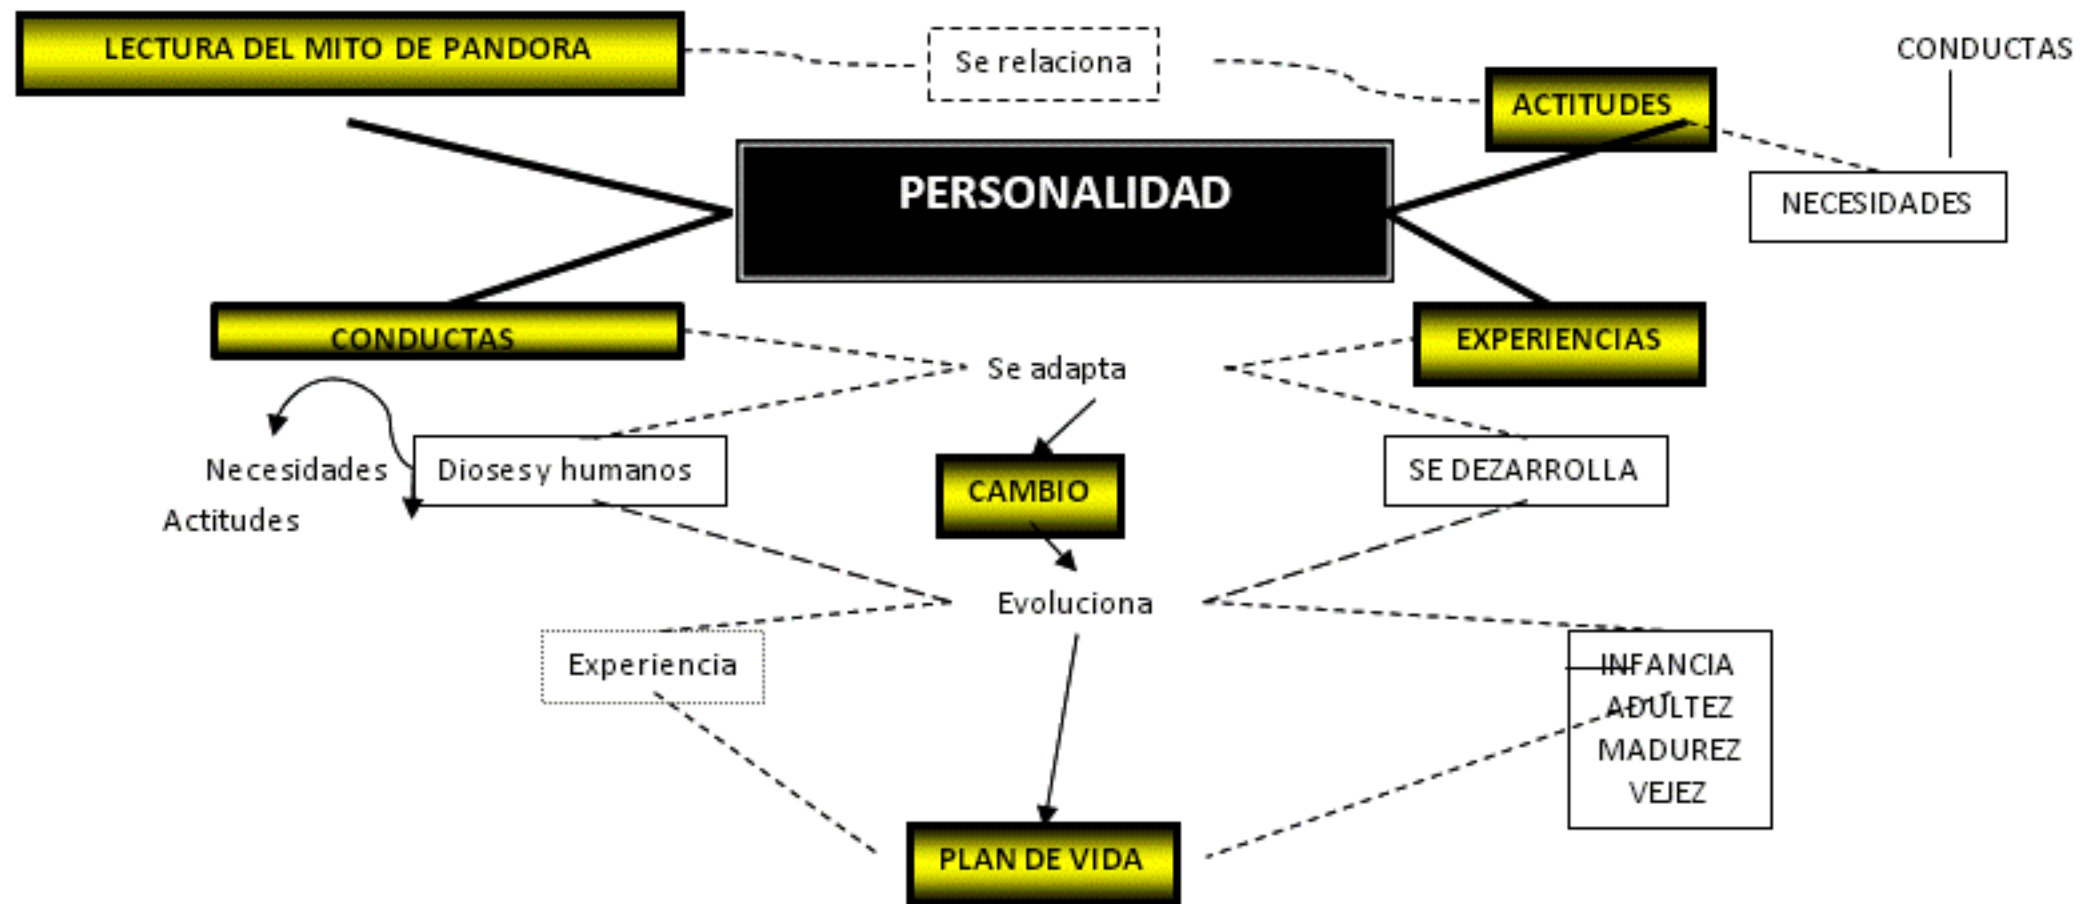 LECTURA DEL MITO DE PANDORA
Se relaciona
CONDUCTAS
ACTITUDES
PERSONALIDAD
NECESIDADES
CONDUCTAS
EXPERIENCIAS
Se adapta
Necesidades
Dioses y humanos
CAMBIO
SE DEZARROLLA
Actitudes
Evoluciona
Experiencia
INFANCIA
ADULTEZ
MADUREZ
VEJEZ
PLAN DE VIDA